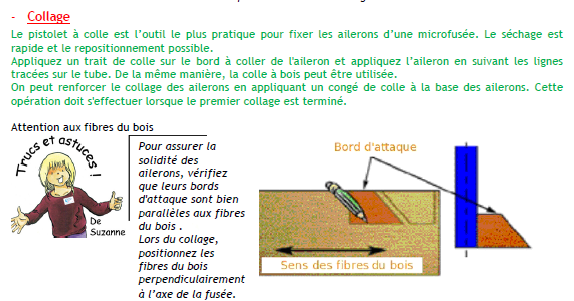 - Collage
Le pistolet à colle est l'outil le plus pratique pour fixer les ailerons d'une microfusée. Le séchage est
rapide et le repositionnement possible.
Appliquez un trait de colle sur le bord à coller de l'aileron et appliquez l'aileron en suivant les lignes
tracées sur le tube. De la même manière, la colle à bois peut être utilisée.
On peut renforcer le collage des ailerons en appliquant un congé de colle à la base des ailerons. Cette
opération doit s'effectuer lorsque le premier collage est terminé.
Attention aux fibres du bois
Trucs et astuces !
De
Suzanne
Pour assurer la
solidité des
ailerons, vérifiez
que leurs bords
d'attaque sont bien
parallèles aux fibres
du bois .
Lors du collage,
positionnez les
fibres du bois
perpendiculairement
à l'axe de la fusée.
Bord d'attaque
Sens des fibres du bois